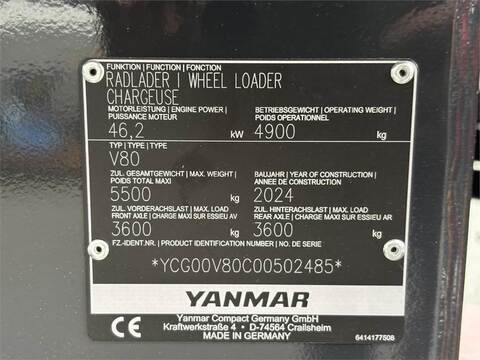 FUNKTION | FUNCTION | FONCTION
RADLADER | WHEEL LOADER
CHARGEUSE
MOTORLEISTUNG | ENGINE POWER |
PUISSANCE MOTEUR
BETRIEBSGEWICHT | OPERATING WEIGHT |
POIDS OPERATIONNEL
46,2 kW 4900 kg
TYP | TYPE | TYPE
V80
ZUL. GESAMTGEWICHT | MAX. WEIGHT |
POIDS TOTAL MAXI
BAUJAHR | YEAR OF CONSTRUCTION |
ANNÉE DE CONSTRUCTION
5500 kg 2024
ZUL. VORDERACHSLAST | MAX. LOAD
FRONT AXLE | CHARGE MAXI SUR ESSIEU AV
ZUL. HINTERACHSLAST | MAX. LOAD
REAR AXLE | CHARGE MAXI SUR ESSIEU AR
3600 kg 3600 kg
FZ.-IDENT.NR. | PRODUCT IDENTIFICATION NUMBER | NO. DE SERIE
*YCG00V80C00502485*
YANMAR
CE
Yanmar Compact Germany GmbH
Kraftwerkstraße 4 • D-74564 Crailsheim
MADE IN GERMANY
6414177508